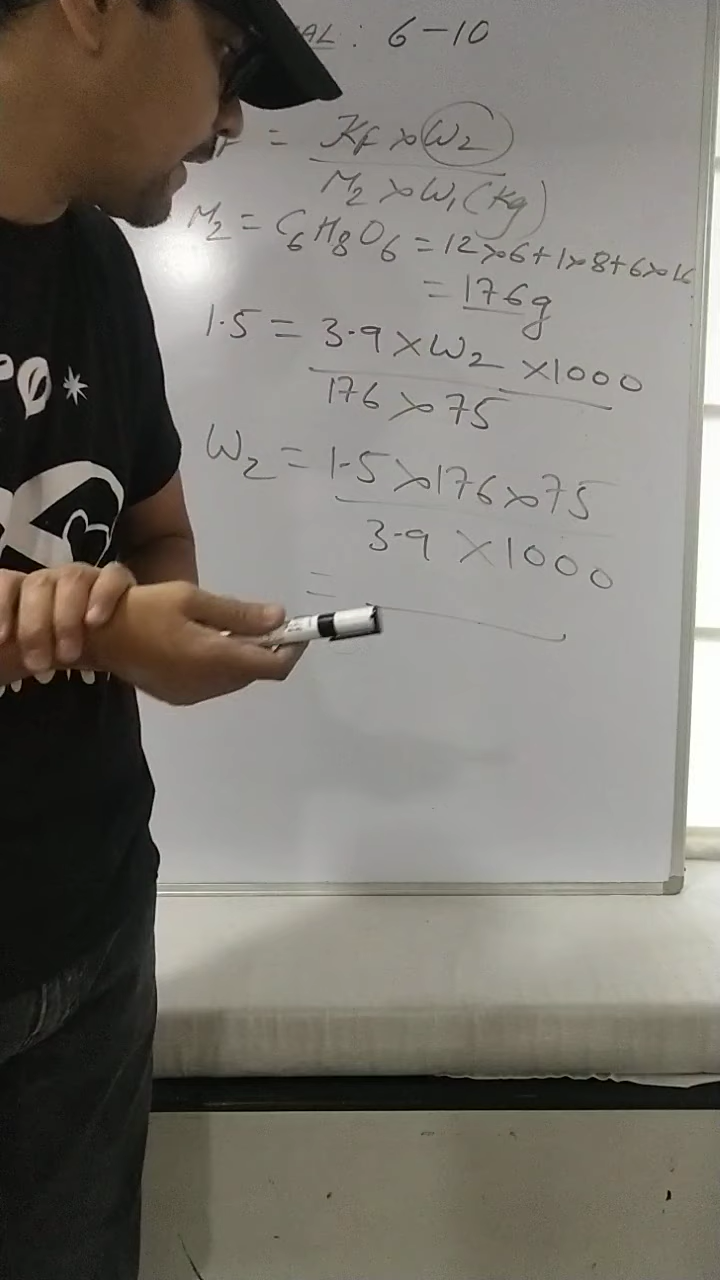 : 6-10
= Kf × W2
M2 × W1 (Kg)
M2 = C6H8O6 = 12×6+1×8+6×16
= 176g
1.5 = 3.9 × W2 × 1000
176 × 75
W2 = 1.5×176×75
3.9 × 1000
=